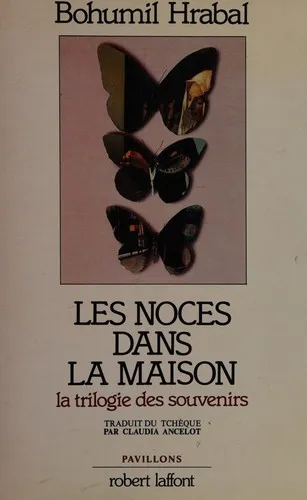 Bohumil Hrabal
LES NOCES
DANS
LA MAISON
la trilogie des souvenirs
TRADUIT DU TCHÈQUE
PAR CLAUDIA ANCELOT
PAVILLONS
robert laffont